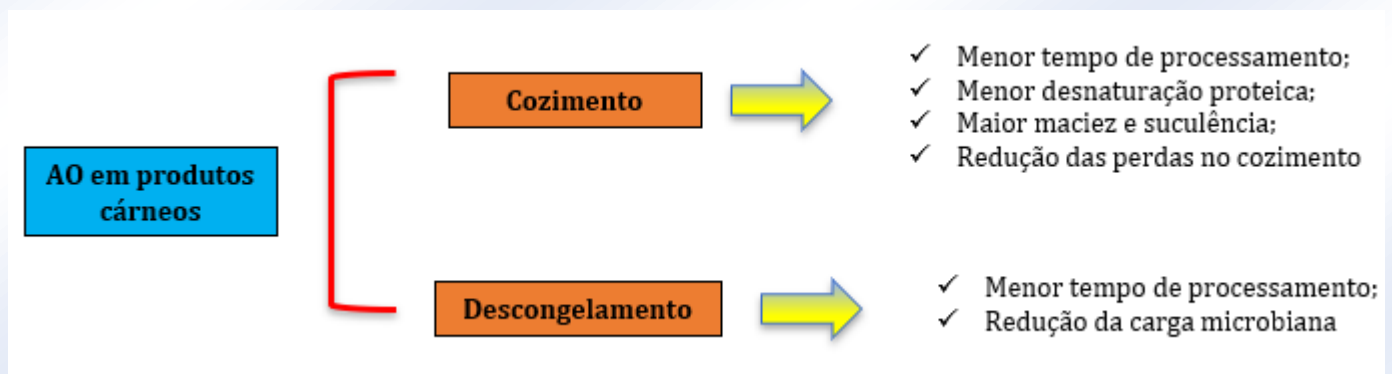 AO em produtos
cárneos
Cozimento
✓ Menor tempo de processamento;
✓ Menor desnaturação proteica;
✓ Maior maciez e suculência;
✓ Redução das perdas no cozimento
Descongelamento
✓ Menor tempo de processamento;
✓ Redução da carga microbiana